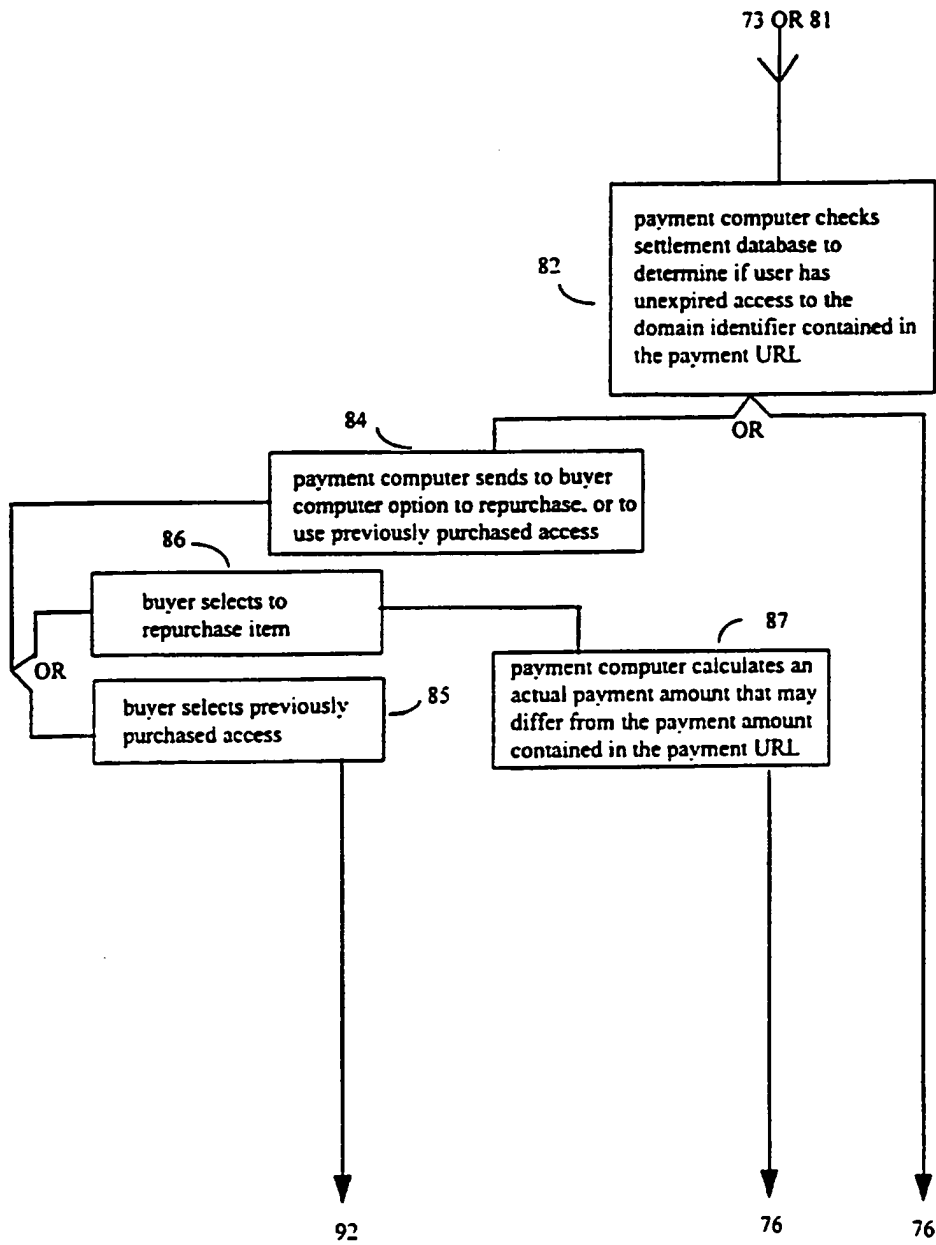 73 OR 81
payment computer checks
settlement database to
determine if user has
unexpired access to the
domain identifier contained in
the payment URL
82
OR
84
payment computer sends to buyer
computer option to repurchase, or to
use previously purchased access
86
buyer selects to
repurchase item
OR
87
payment computer calculates an
actual payment amount that may
differ from the payment amount
contained in the payment URL
buyer selects previously
purchased access
85
92
76
76